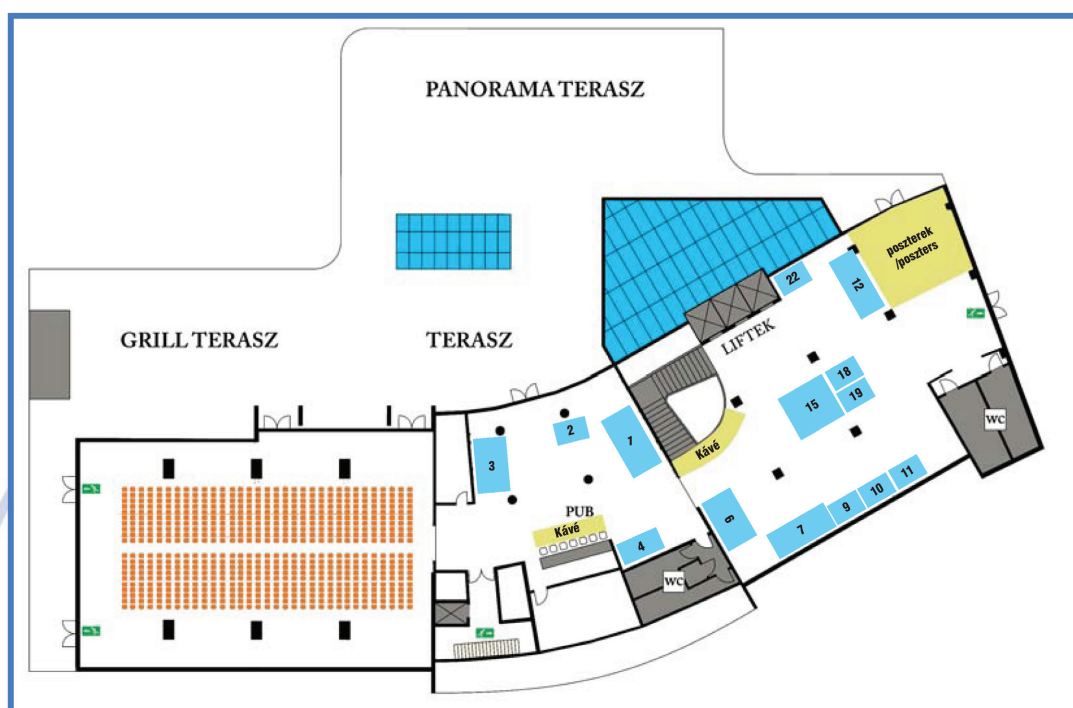 PANORAMA TERASZ
poszterek
/poszters
22
12
GRILL TERASZ
TERASZ
LIFTEK
18
19
15
WC
2
1
3
Kávé
PUB
Kávé
11
10
9
7
6
4
WC